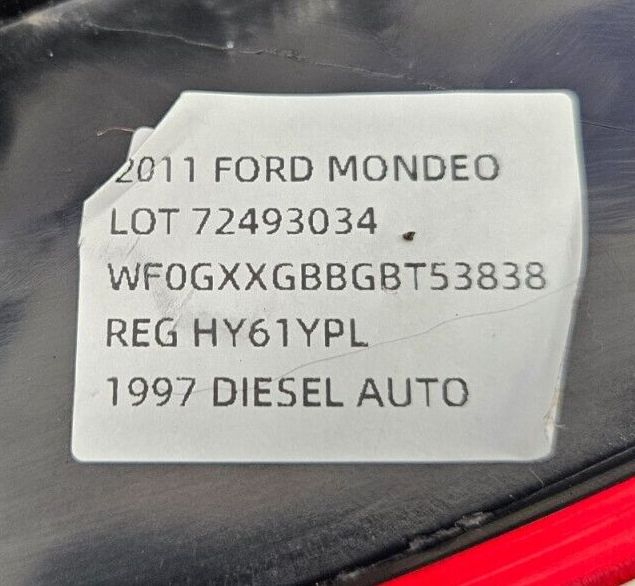 2011 FORD MONDEO
LOT 72493034
WF0GXXGBBGBT53838
REG HY61YPL
1997 DIESEL AUTO